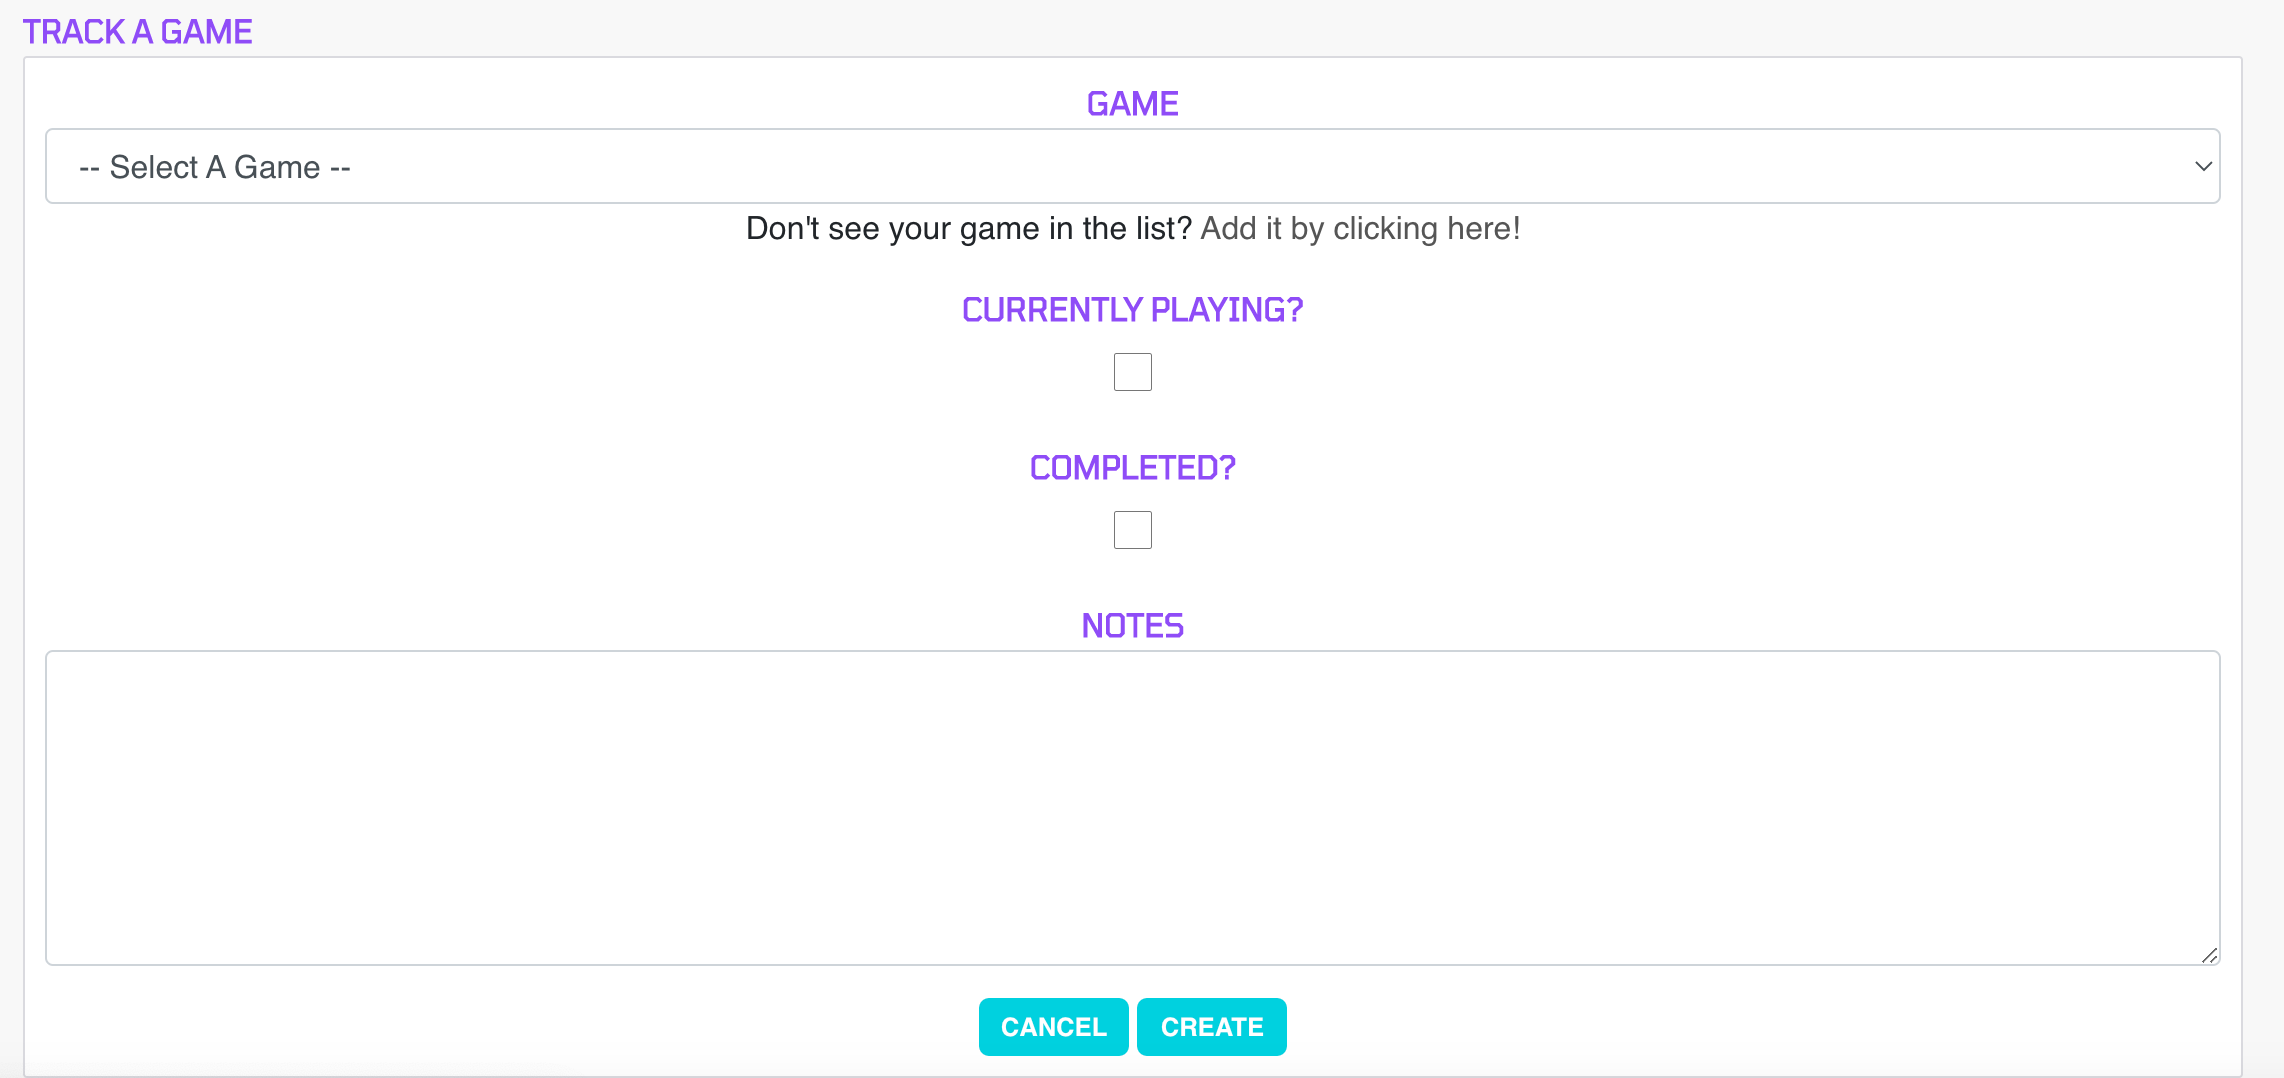 TRACK A GAME
GAME
-- Select A Game --
Don't see your game in the list? Add it by clicking here!
CURRENTLY PLAYING?
COMPLETED?
NOTES
CANCEL CREATE